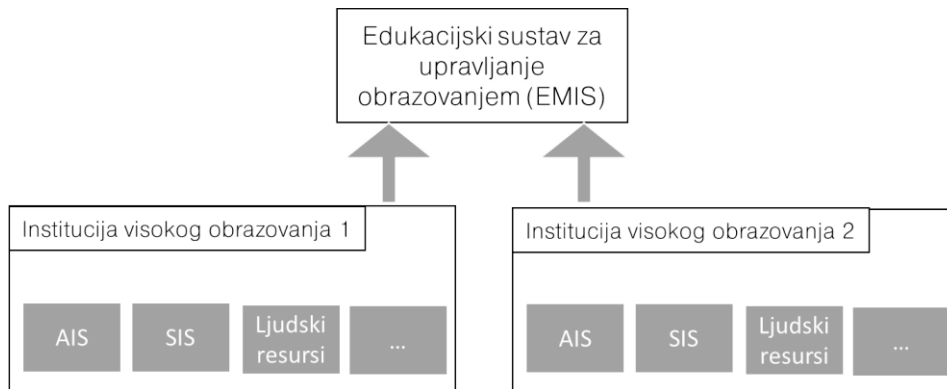 Edukacijski sustav za
upravljanje
obrazovanjem (EMIS)
Institucija visokog obrazovanja 1
AIS
SIS
Ljudski
resursi
...
Institucija visokog obrazovanja 2
AIS
SIS
Ljudski
resursi
...